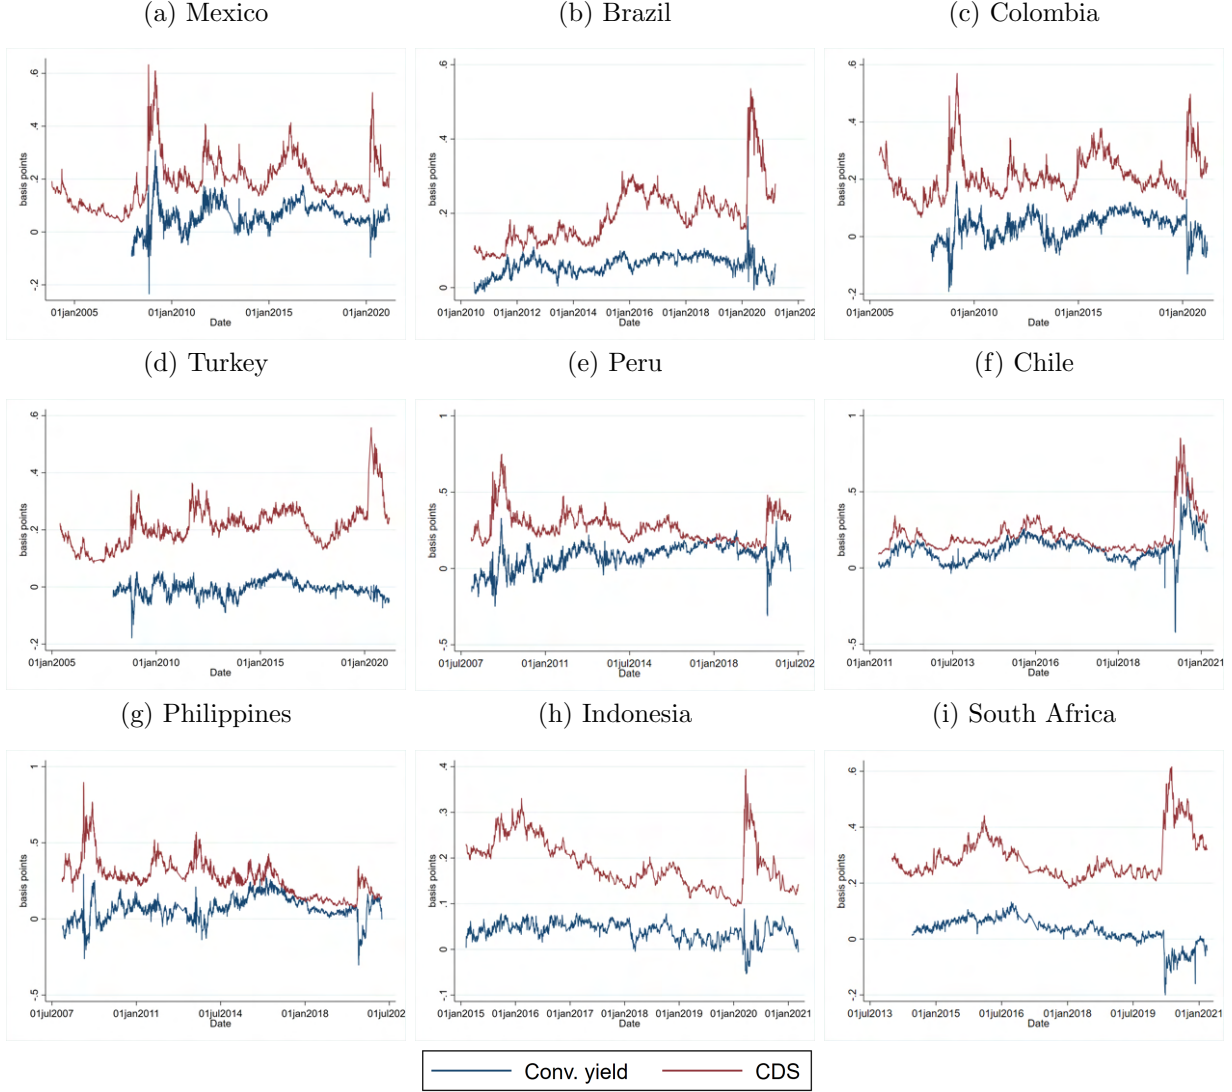 (a) Mexico (b) Brazil (c) Colombia
basis points
-.2 0 .2 .4 .6
01jan2005 01jan2010 01jan2015 01jan2020
Date
basis points
0 .2 .4 .6
01jan2010 01jan2012 01jan2014 01jan2016 01jan2018 01jan2020 01jan202
Date
basis points
-.2 0 .2 .4 .6
01jan2005 01jan2010 01jan2015 01jan2020
Date
(d) Turkey (e) Peru (f) Chile
basis points
-.2 0 .2 .4 .6
01jan2005 01jan2010 01jan2015 01jan2020
Date
basis points
-.5 0 .5 1
01jul2007 01jan2011 01jul2014 01jan2018 01jul202
Date
basis points
-.5 0 .5 1
01jan2011 01jul2013 01jan2016 01jul2018 01jan2021
Date
(g) Philippines (h) Indonesia (i) South Africa
basis points
-.5 0 .5 1
01jul2007 01jan2011 01jul2014 01jan2018 01jul202
Date
basis points
-.1 0 .1 .2 .3 .4
01jan2015 01jan2016 01jan2017 01jan2018 01jan2019 01jan2020 01jan2021
Date
basis points
-.2 0 .2 .4 .6
01jul2013 01jan2015 01jul2016 01jan2018 01jul2019 01jan2021
Date
Conv. yield CDS